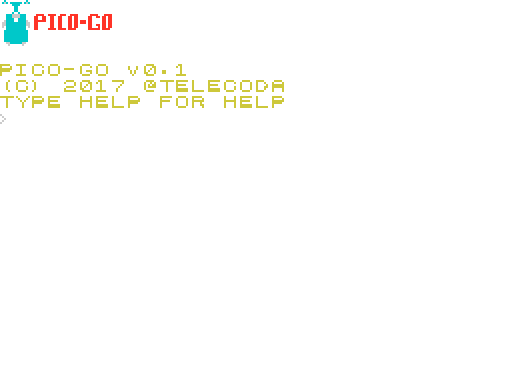 PICO-GO
PICO-GO v0.1
(C) 2017 @TELECODA
TYPE HELP FOR HELP
>